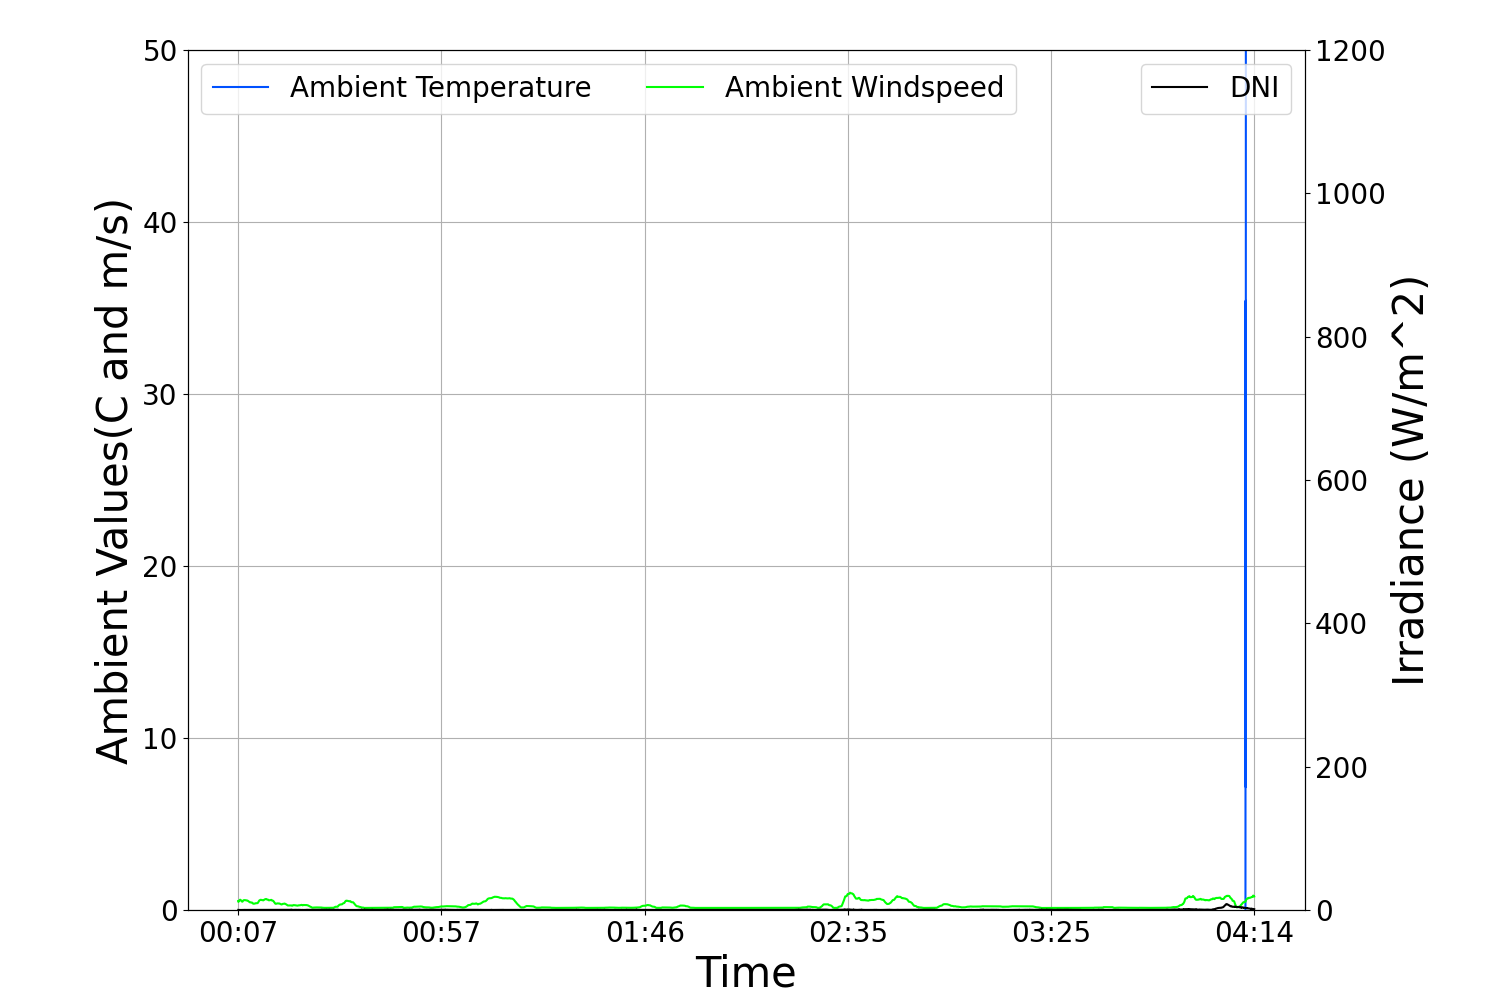 Ambient Temperature
Ambient Windspeed
DNI
Ambient Values(C and m/s)
50
40
30
20
10
0
1200
1000
800
600
400
200
0
Irradiance (W/m^2)
00:07 00:57 01:46 02:35 03:25 04:14
Time